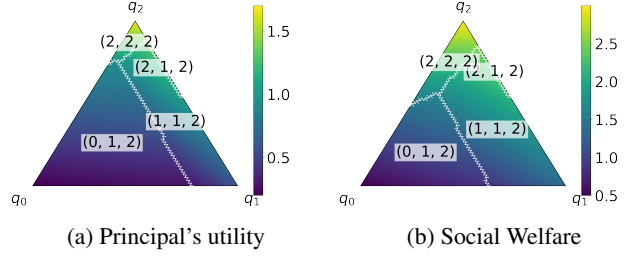 q2
q2
(2, 2, 2)
(2, 1, 2)
(1, 1, 2)
(0, 1, 2)
q0
q1
1.5
1.0
0.5
(2, 2, 2)
(2, 1, 2)
(1, 1, 2)
(0, 1, 2)
q0
q1
3.0
2.5
2.0
1.5
1.0
0.5
(a) Principal's utility
(b) Social Welfare